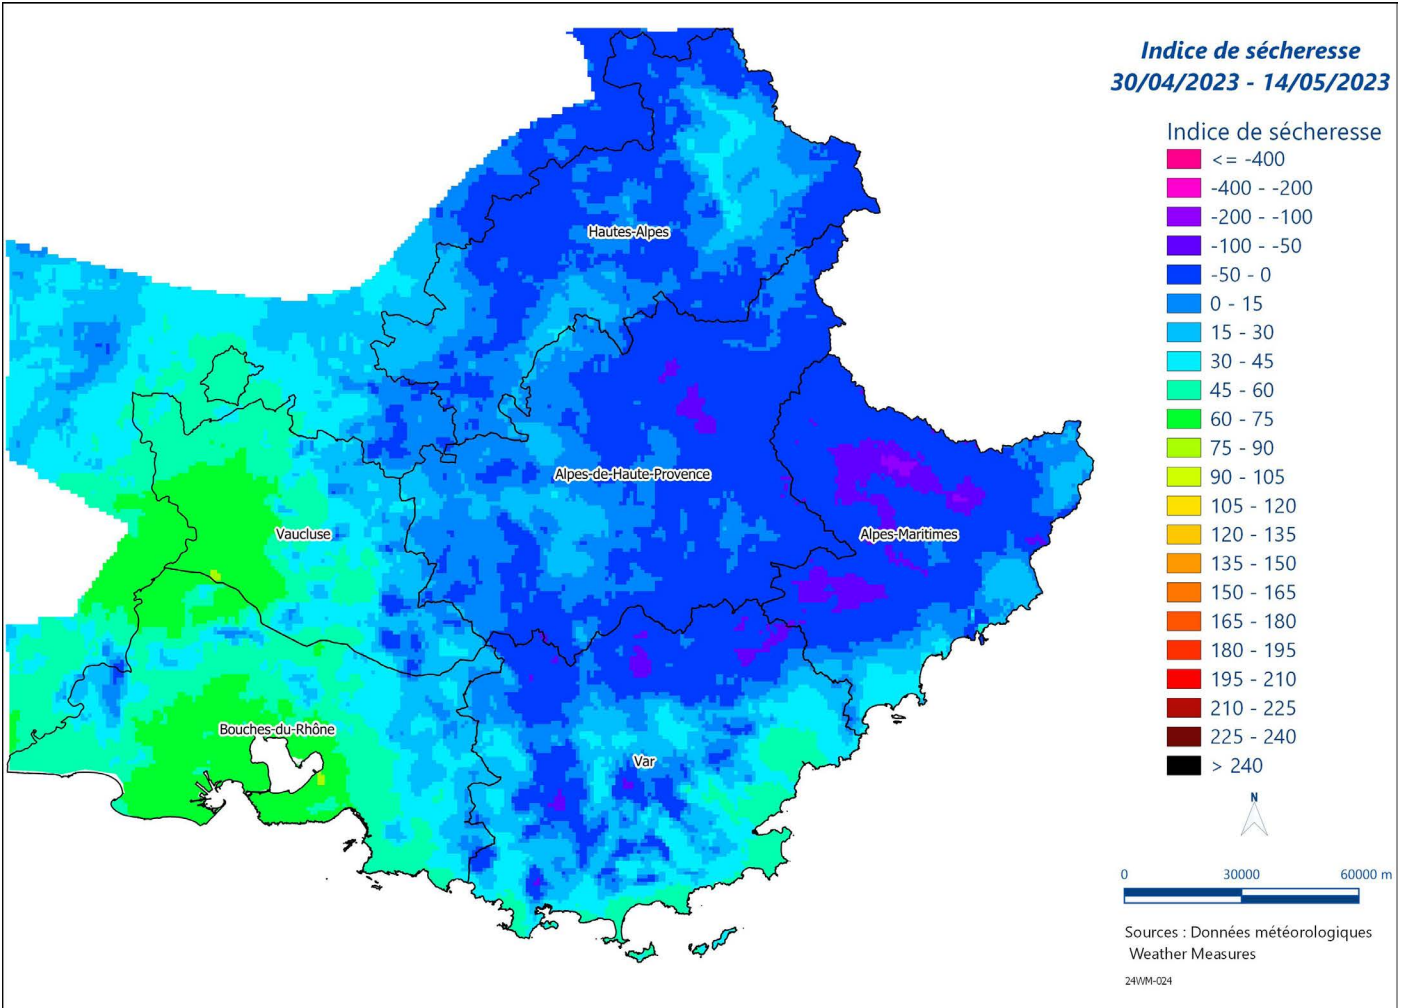 Indice de sécheresse
30/04/2023 - 14/05/2023
Indice de sécheresse
<= -400
-400 - -200
-200 - -100
-100 - -50
-50 - 0
0 - 15
15 - 30
30 - 45
45 - 60
60 - 75
75 - 90
90 - 105
105 - 120
120 - 135
135 - 150
150 - 165
165 - 180
180 - 195
195 - 210
210 - 225
225 - 240
> 240
Hautes-Alpes
Alpes-de-Haute-Provence
Vaucluse
Alpes-Maritimes
Bouches-du-Rhône
Var
N
0 30000 60000 m
Sources : Données météorologiques
Weather Measures
24WM-024